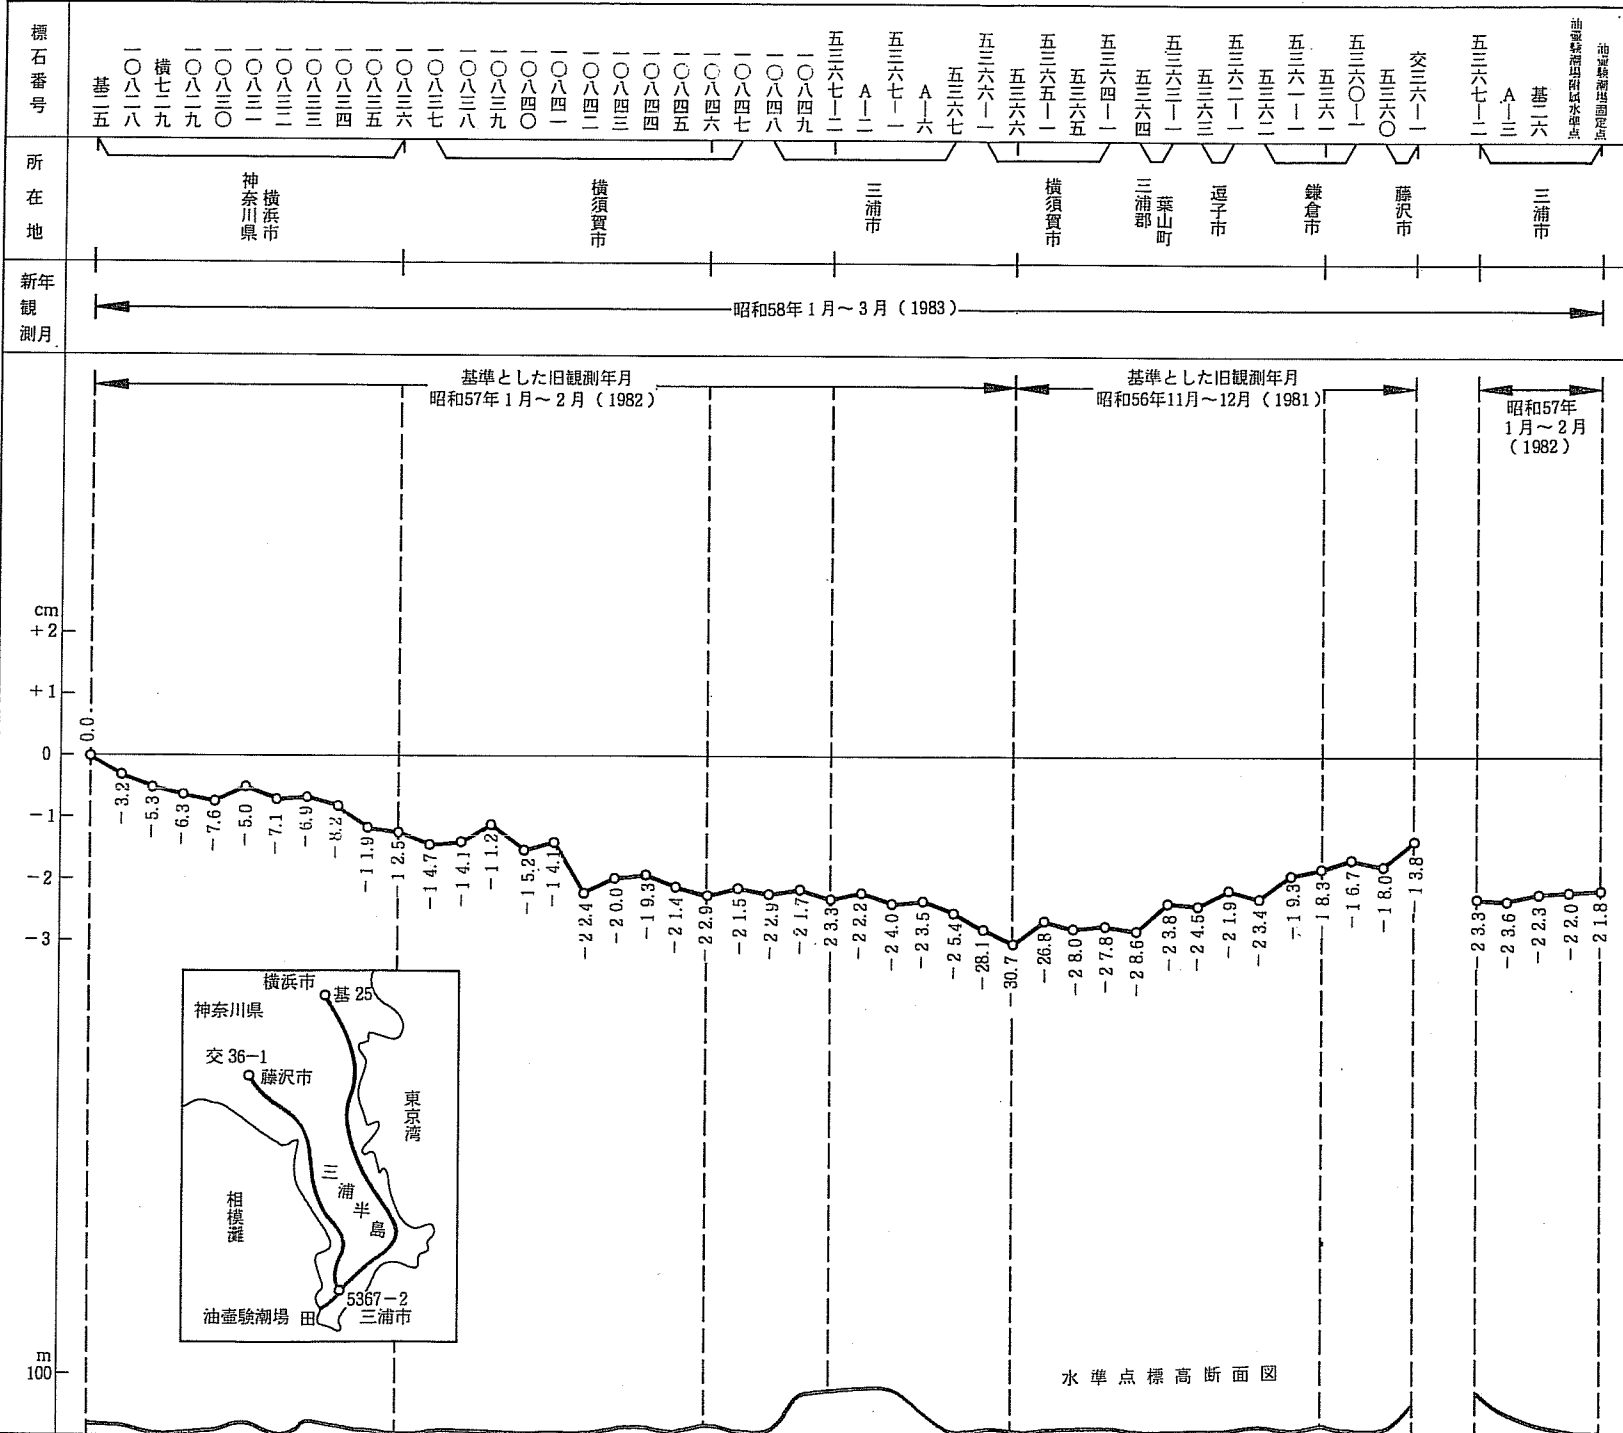 標石番号
基二五
一〇八二八
横七二九
一〇八二九
一〇八三〇
一〇八三一
一〇八三二
一〇八三三
一〇八三四
一〇八三五
一〇八三六
一〇八三七
一〇八三八
一〇八三九
一〇八四〇
一〇八四一
一〇八四二
一〇八四三
一〇八四四
一〇八四五
一〇八四六
一〇八四七
一〇八四八
一〇八四九
五三六七―二
A―二
五三六七―1
A―六
五三六七
五三六六―一
五三六六
五三六五―一
五三六五
五三六四―一
五三六四
五三六三―一
五三六三
五三六二―一
五三六二
五三六一―一
五三六一
五三六〇―一
五三六〇
交三六―一
五三六七―二
A―三
基二六
油壷験潮場附属水準点
油壷験潮場固定点
所在地
神奈川県
横浜市
横須賀市
三浦市
横須賀市
三浦郡
葉山町
逗子市
鎌倉市
藤沢市
三浦市
新観測
年月
昭和58年1月～3月（1983）
基準とした旧観測年月
昭和57年1月～2月（1982）
基準とした旧観測年月
昭和56年11月～12月（1981）
昭和57年
1月～2月
（1982）
cm
+2
+1
0
-1
-2
-3
0.0
-3.2
-5.3
-6.3
-7.6
-5.0
-7.1
-6.9
-8.2
-11.9
-12.5
-14.7
-14.1
-11.2
-15.2
-14.1
-22.4
-20.0
-19.3
-21.4
-22.9
-21.5
-22.9
-21.7
-23.3
-22.2
-24.0
-23.5
-25.4
-28.1
-30.7
-26.8
-28.0
-27.8
-28.6
-23.8
-24.5
-21.9
-23.4
-19.3
-18.3
-16.7
-18.0
-13.8
-23.3
-23.6
-22.3
-22.0
-21.8
横浜市
基25
神奈川県
交36-1
藤沢市
東京湾
三浦半島
相模灘
5367-2
油壷験潮場
三浦市
m
100
水準点標高断面図